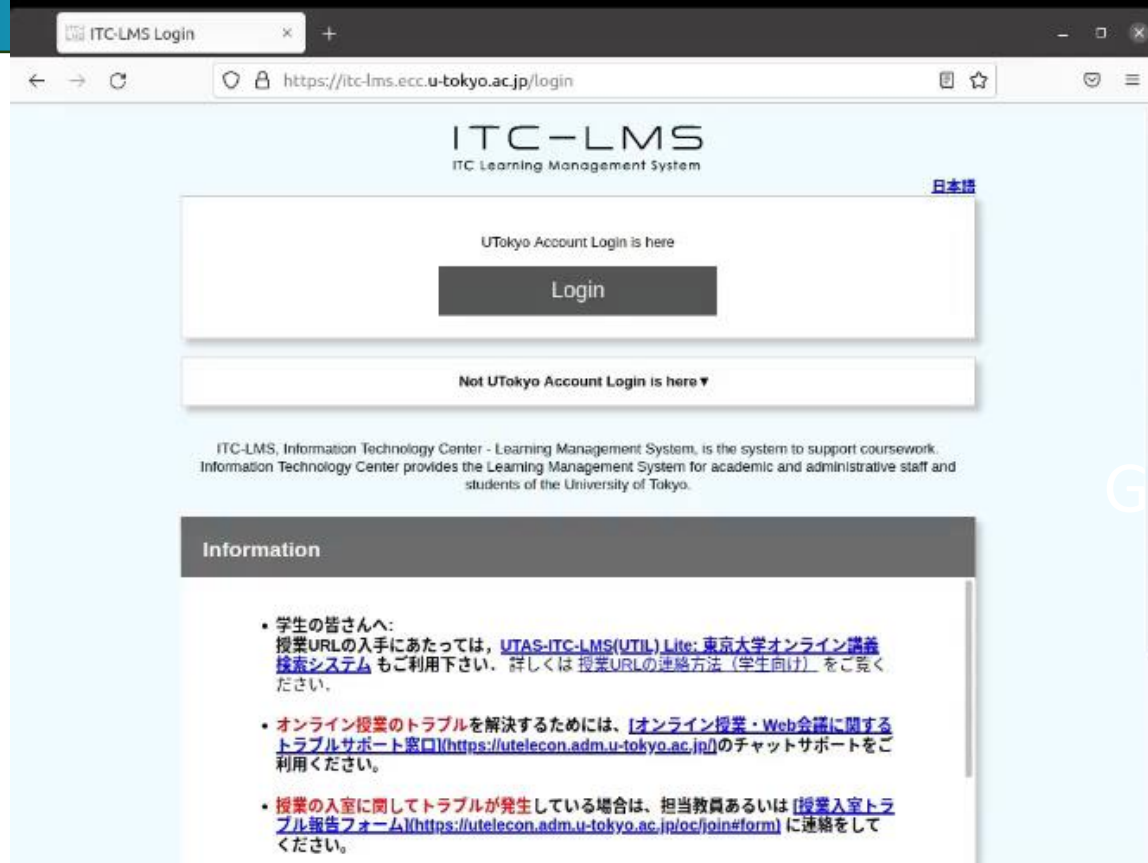 ITC-LMS Login
https://itc-lms.ecc.u-tokyo.ac.jp/login
ITC-LMS
ITC Learning Management System
日本語
UTokyo Account Login is here
Login
Not UTokyo Account Login is here▼
ITC-LMS, Information Technology Center - Learning Management System, is the system to support coursework.
Information Technology Center provides the Learning Management System for academic and administrative staff and
students of the University of Tokyo.
G
Information
• 学生の皆さんへ:
授業URLの入手にあたっては，UTAS-ITC-LMS(UTIL) Lite: 東京大学オンライン講義
検索システム もご利用下さい． 詳しくは 授業URLの連絡方法（学生向け） をご覧く
ださい．
• オンライン授業のトラブルを解決するためには、[オンライン授業・Web会議に関する
トラブルサポート窓口](https://utelecon.adm.u-tokyo.ac.jp/)のチャットサポートをご
利用ください。
• 授業の入室に関してトラブルが発生している場合は、担当教員あるいは [授業入室トラ
ブル報告フォーム](https://utelecon.adm.u-tokyo.ac.jp/oc/join#form) に連絡をして
ください。